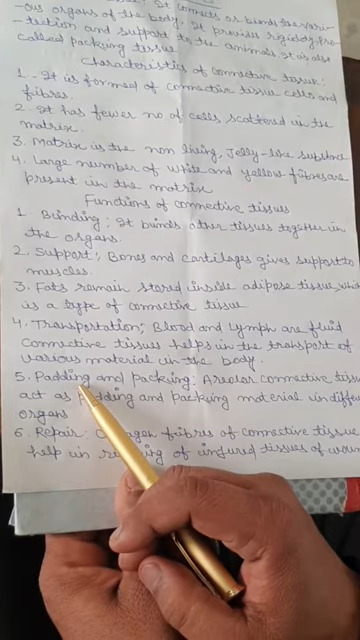 It connects or binds the vari-
-ous organs of the body. It provides rigidity, pro-
-tection and support to the animals. It is also
called packing tissue
Characteristics of connective tissue:
1. It is formed of connective tissue cells and
fibres.
2. It has fewer no of cells scattered in the
matrix.
3. Matrix is the non living, Jelly-like substance
4. Large number of white and yellow fibres are
present in the matrix
Functions of connective tissues
1. Binding: It binds other tissues together in
the organs.
2. Support; Bones and cartilages gives support to
muscles.
3. Fats remain stored inside adipose tissue which
is a type of connective tissue
4. Transportation; Blood and Lymph are fluid
connective tissues helps in the transport of
various material in the body.
5. Padding and packing: Areolar connective tissue
act as padding and packing material in
organs
6. Repair: fibres of connective tissue
help in of injured tissues of